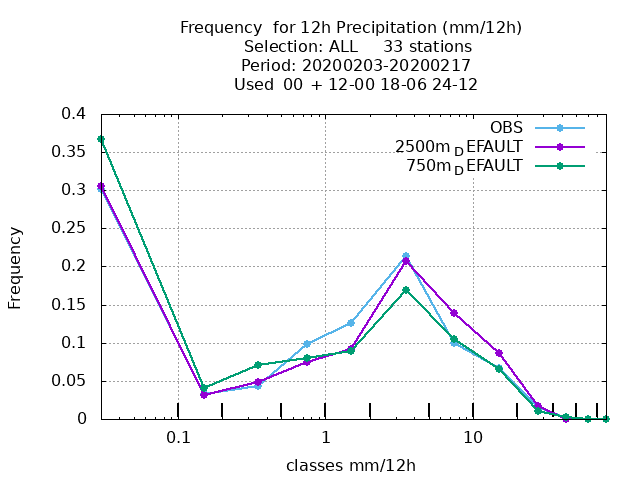 Frequency  for 12h Precipitation (mm/12h)
Selection: ALL     33 stations
Period: 20200203-20200217
Used  00  + 12-00 18-06 24-12
OBS
2500m_DEFAULT
750m_DEFAULT
0.4
0.35
0.3
0.25
0.2
0.15
0.1
0.05
0
Frequency
0.1 1 10
classes mm/12h